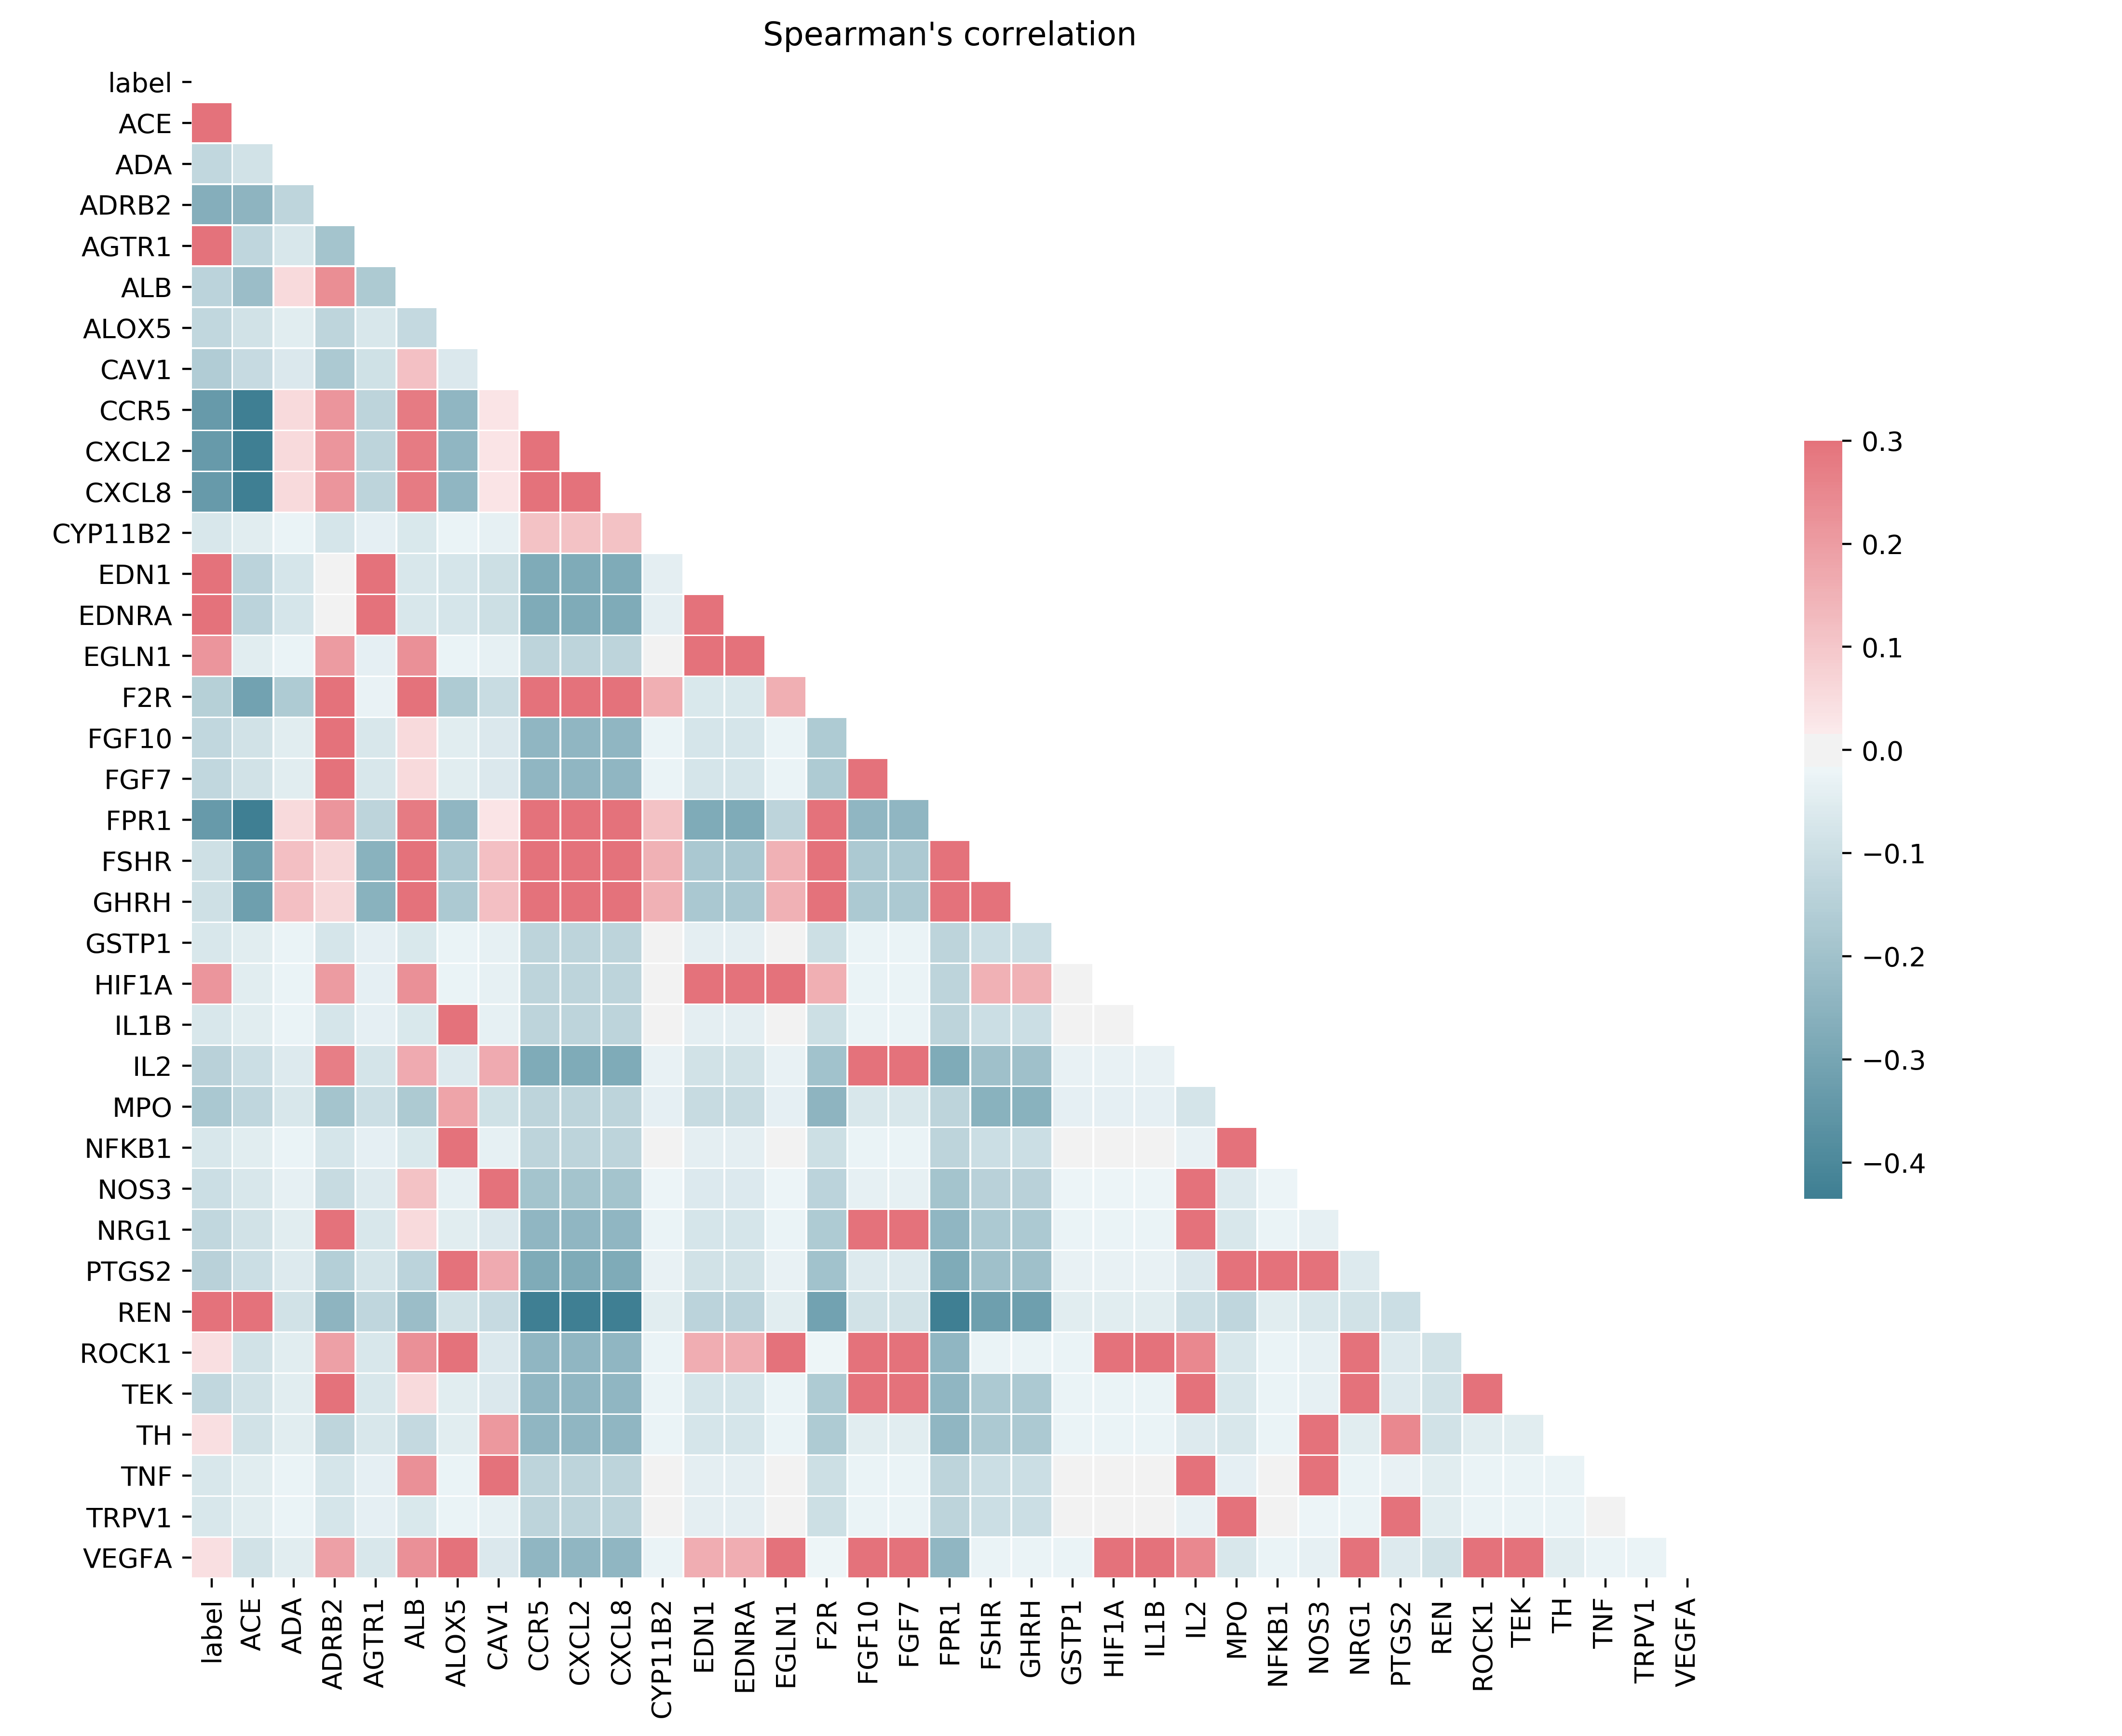 Spearman's correlation
label
ACE
ADA
ADRB2
AGTR1
ALB
ALOX5
CAV1
CCR5
CXCL2
CXCL8
CYP11B2
EDN1
EDNRA
EGLN1
F2R
FGF10
FGF7
FPR1
FSHR
GHRH
GSTP1
HIF1A
IL1B
IL2
MPO
NFKB1
NOS3
NRG1
PTGS2
REN
ROCK1
TEK
TH
TNF
TRPV1
VEGFA
label
ACE
ADA
ADRB2
AGTR1
ALB
ALOX5
CAV1
CCR5
CXCL2
CXCL8
CYP11B2
EDN1
EDNRA
EGLN1
F2R
FGF10
FGF7
FPR1
FSHR
GHRH
GSTP1
HIF1A
IL1B
IL2
MPO
NFKB1
NOS3
NRG1
PTGS2
REN
ROCK1
TEK
TH
TNF
TRPV1
VEGFA
0.3
0.2
0.1
0.0
−0.1
−0.2
−0.3
−0.4